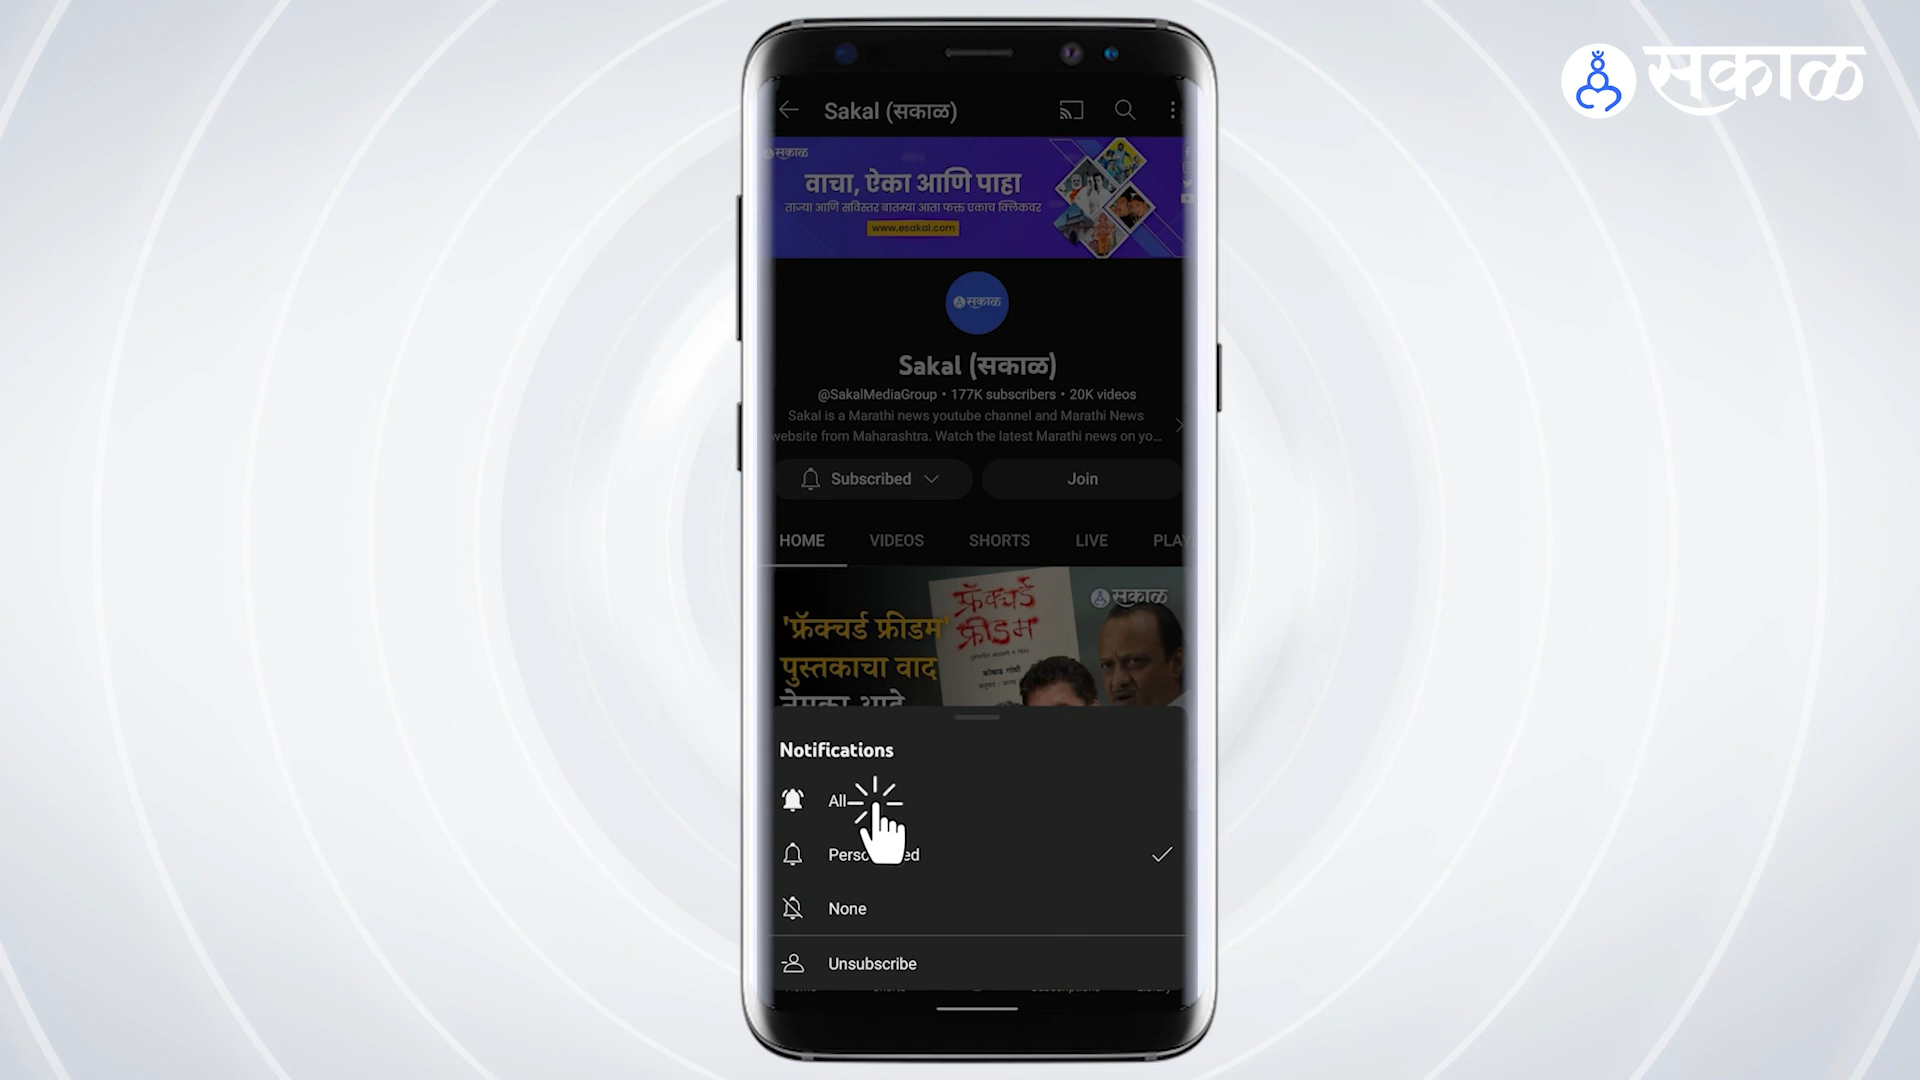 सकाळ
Sakal (सकाळ)
सकाळ
वाचा, ऐका आणि पाहा
ताज्या आणि सविस्तर बातम्या आता फक्त एकाच क्लिकवर
www.esakal.com
सकाळ
Sakal (सकाळ)
@SakalMediaGroup • 177K subscribers • 20K videos
Sakal is a Marathi news youtube channel and Marathi News
website from Maharashtra. Watch the latest Marathi news on yo...
Subscribed
Join
HOME VIDEOS SHORTS LIVE PLAY
फ्रॅक्चर्ड
फ्रीडम
कोबाड गांधी
सकाळ
'फ्रॅक्चर्ड फ्रीडम'
पुस्तकाचा वाद
नेमका आहे
Notifications
All
None
Unsubscribe